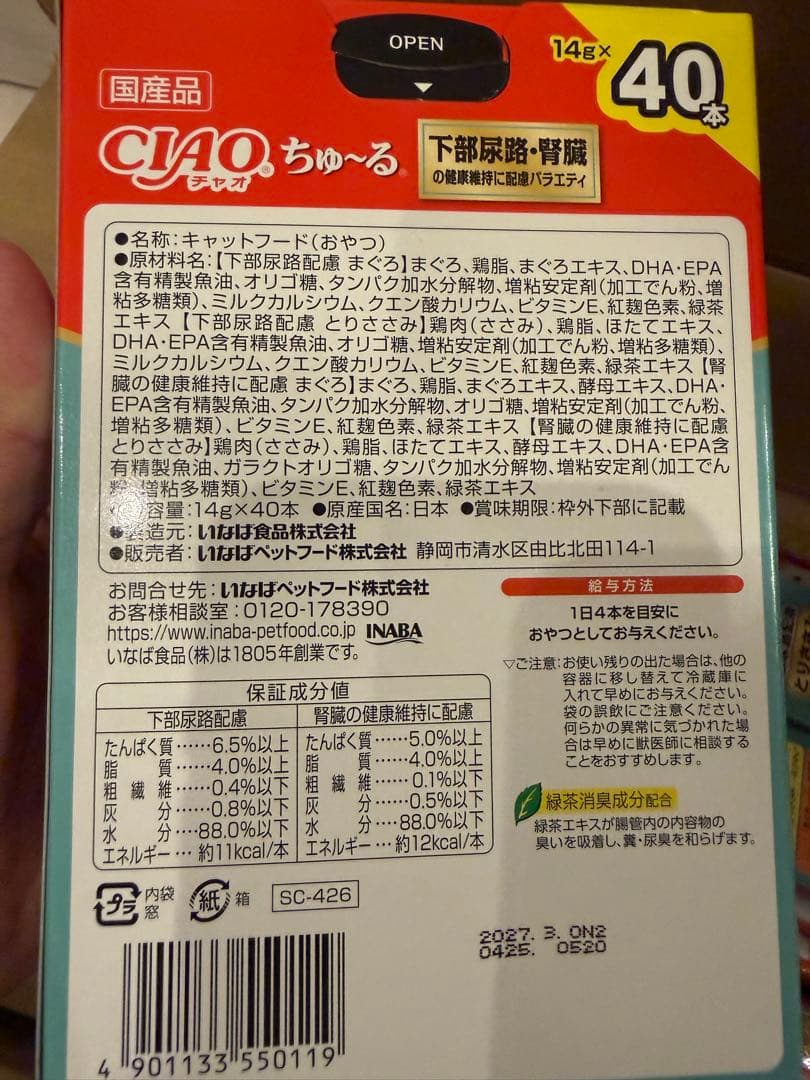 OPEN
14g×40本
国産品
CIAOちゅ〜る
チャオ
下部尿路・腎臓
の健康維持に配慮バラエティ
●名称:キャットフード(おやつ)
●原材料名:【下部尿路配慮 まぐろ】まぐろ、鶏脂、まぐろエキス、DHA・EPA
含有精製魚油、オリゴ糖、タンパク加水分解物、増粘安定剤(加工でん粉、増
粘多糖類)、ミルクカルシウム、クエン酸カリウム、ビタミンE、紅麹色素、緑茶
エキス【下部尿路配慮 とりささみ】鶏肉(ささみ)、鶏脂、ほたてエキス、
DHA・EPA含有精製魚油、オリゴ糖、増粘安定剤(加工でん粉、増粘多糖類)、
ミルクカルシウム、クエン酸カリウム、ビタミンE、紅麹色素、緑茶エキス【腎
臓の健康維持に配慮 まぐろ】まぐろ、鶏脂、まぐろエキス、酵母エキス、DHA・
EPA含有精製魚油、タンパク加水分解物、オリゴ糖、増粘安定剤(加工でん粉、
増粘多糖類)、ビタミンE、紅麹色素、緑茶エキス【腎臓の健康維持に配慮
とりささみ】鶏肉(ささみ)、鶏脂、ほたてエキス、酵母エキス、DHA・EPA含
有精製魚油、ガラクトオリゴ糖、タンパク加水分解物、増粘安定剤(加工でん
粉、増粘多糖類)、ビタミンE、紅麹色素、緑茶エキス
容量:14g×40本 ●原産国名:日本 ●賞味期限:枠外下部に記載
●製造元:いなば食品株式会社
●販売者:いなばペットフード株式会社 静岡市清水区由比北田114-1
お問合せ先:いなばペットフード株式会社
お客様相談室:0120-178390
https://www.inaba-petfood.co.jp INABA
いなば食品(株)は1805年創業です。
給与方法
1日4本を目安に
おやつとしてお与えください。
▽ご注意:お使い残りの出た場合は、他の
容器に移し替えて冷蔵庫に
入れて早めにお与えください。
袋の誤飲にご注意ください。
何らかの異常に気づかれた場
合は早めに獣医師に相談する
ことをおすすめします。
緑茶消臭成分配合
緑茶エキスが腸管内の内容物の
臭いを吸着し、糞・尿臭を和らげます。
保証成分値
下部尿路配慮
たんぱく質……6.5%以上
脂質……4.0%以上
粗繊維……0.4%以下
灰分……0.8%以下
水分……88.0%以下
エネルギー…約11kcal/本
腎臓の健康維持に配慮
たんぱく質……5.0%以上
脂質……4.0%以上
粗繊維……0.1%以下
灰分……0.5%以下
水分……88.0%以下
エネルギー…約12kcal/本
プラ 内袋
窓
紙 箱
SC-426
2027. 3. 0N2
0425. 0520
4 901133 550119